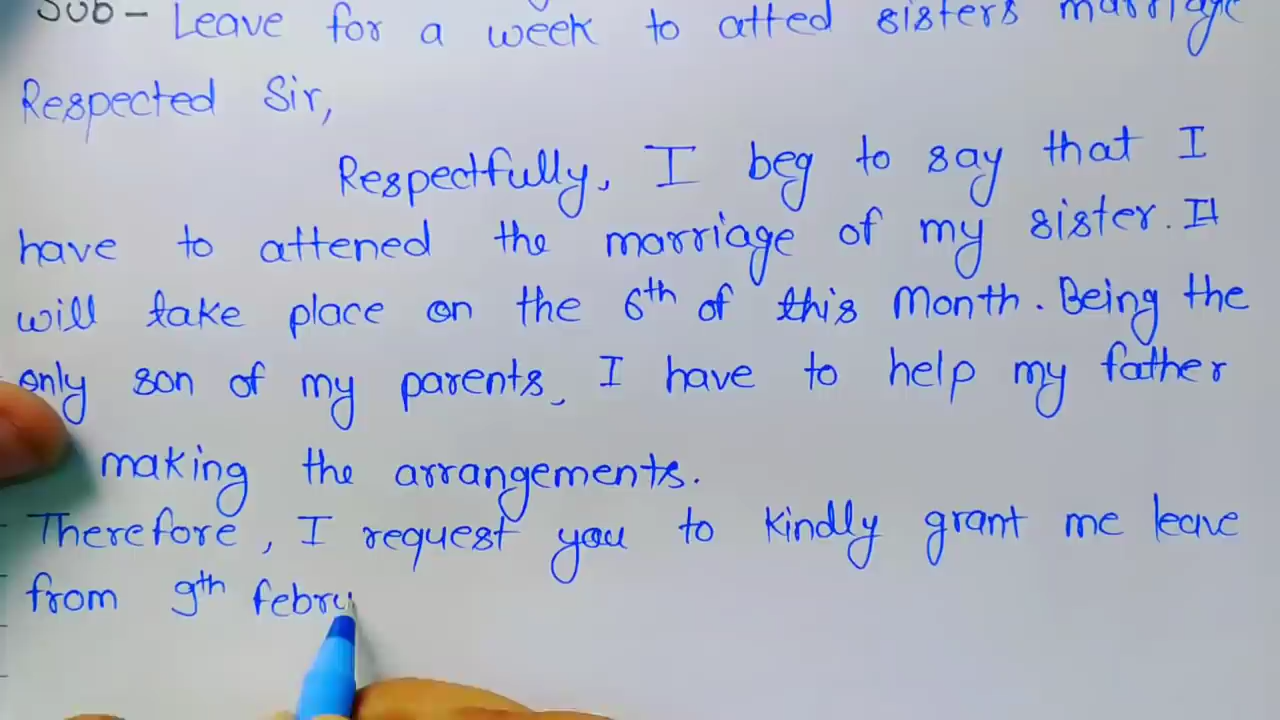 Sub - Leave for a week to atted sisters marriage
Respected Sir,
Respectfully, I beg to say that I
have to attened the marriage of my sister. It
will take place on the 6th of this Month. Being the
only son of my parents, I have to help my father
making the arrangements.
Therefore, I request you to kindly grant me leave
from 9th febru